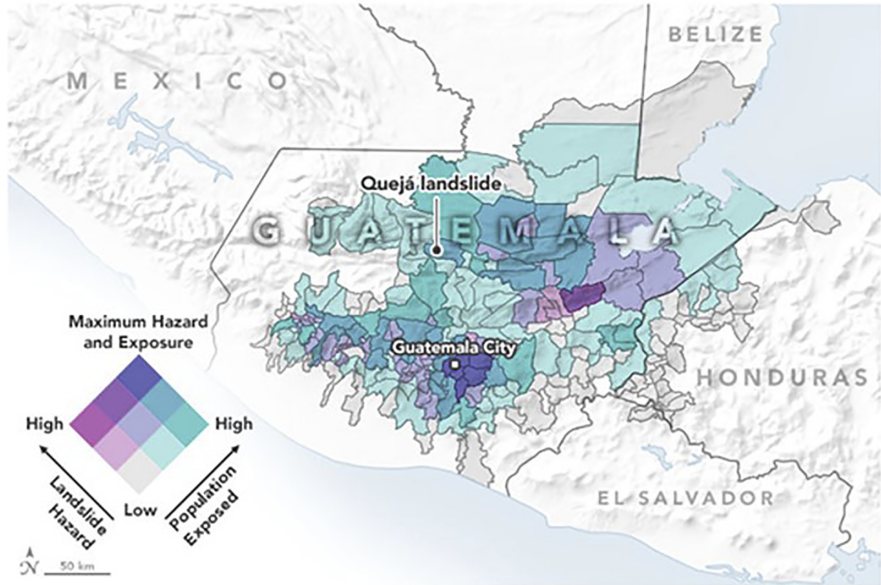 BELIZE
MEXICO
Quejá landslide
GUATEMALA
Maximum Hazard
and Exposure
Guatemala City
High
High
HONDURAS
Low
Landslide
Hazard
Population
Exposed
EL SALVADOR
N
50 km